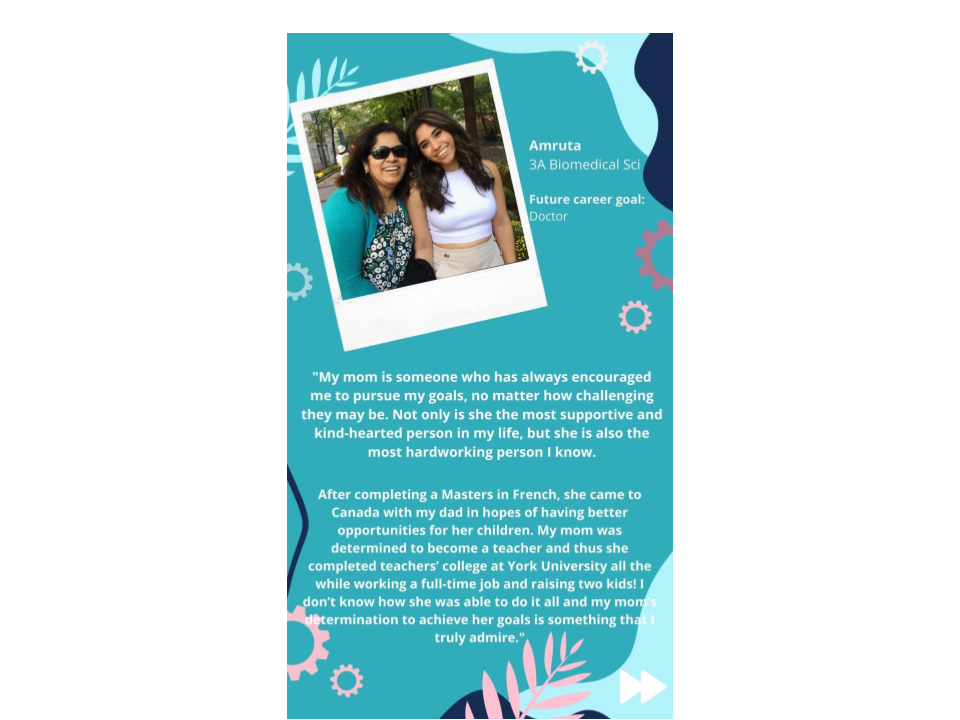 Amruta
3A Biomedical Sci
Future career goal:
Doctor
"My mom is someone who has always encouraged
me to pursue my goals, no matter how challenging
they may be. Not only is she the most supportive and
kind-hearted person in my life, but she is also the
most hardworking person I know.
After completing a Masters in French, she came to
Canada with my dad in hopes of having better
opportunities for her children. My mom was
determined to become a teacher and thus she
completed teachers’ college at York University all the
while working a full-time job and raising two kids! I
don’t know how she was able to do it all and my mom’s
determination to achieve her goals is something that I
truly admire."